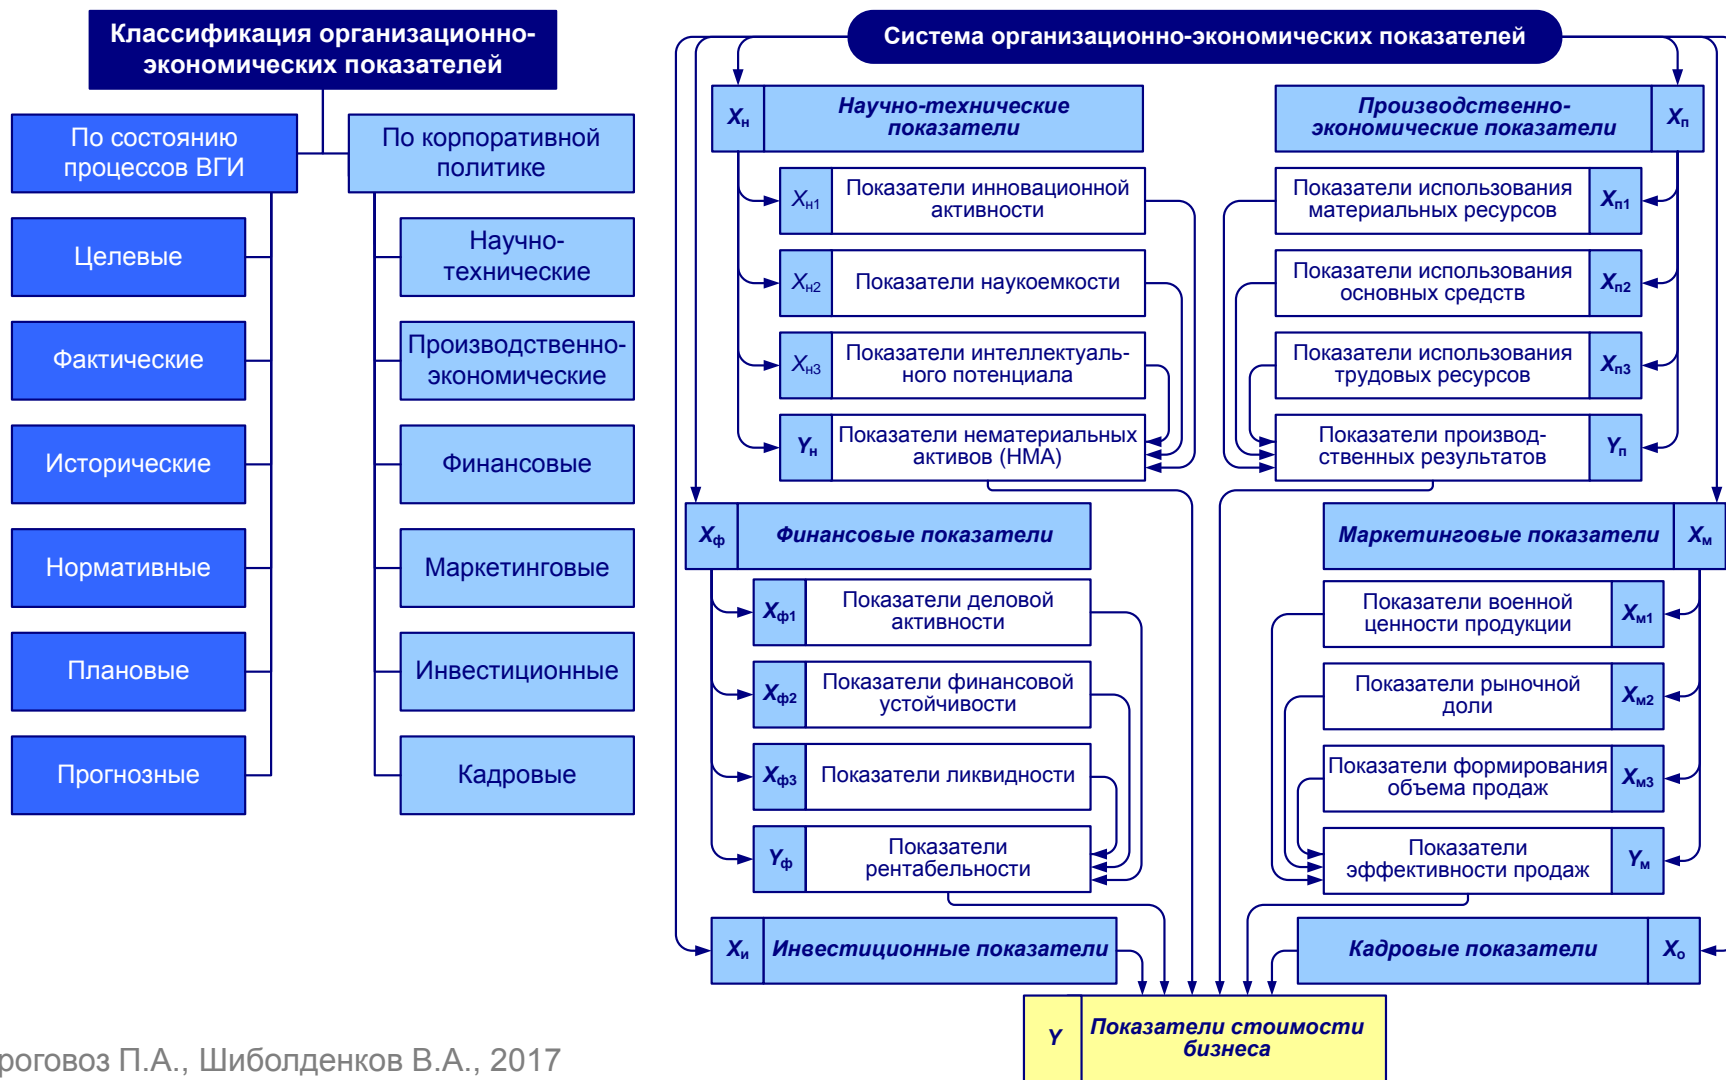 Классификация организационно-
экономических показателей
По состоянию
процессов ВГИ
По корпоративной
политике
Целевые
Фактические
Исторические
Нормативные
Плановые
Прогнозные
Научно-
технические
Производственно-
экономические
Финансовые
Маркетинговые
Инвестиционные
Кадровые
Система организационно-экономических показателей
Xн
Научно-технические
показатели
Xн1
Показатели инновационной
активности
Xн2
Показатели наукоемкости
Xн3
Показатели интеллектуаль-
ного потенциала
Yн
Показатели нематериальных
активов (НМА)
Производственно-
экономические показатели
Xп
Показатели использования
материальных ресурсов
Xп1
Показатели использования
основных средств
Xп2
Показатели использования
трудовых ресурсов
Xп3
Показатели производ-
ственных результатов
Yп
Xф
Финансовые показатели
Xф1
Показатели деловой
активности
Xф2
Показатели финансовой
устойчивости
Xф3
Показатели ликвидности
Yф
Показатели
рентабельности
Маркетинговые показатели
Xм
Показатели военной
ценности продукции
Xм1
Показатели рыночной
доли
Xм2
Показатели формирования
объема продаж
Xм3
Показатели
эффективности продаж
Yм
Xи
Инвестиционные показатели
Кадровые показатели
Xо
Y
Показатели стоимости
бизнеса
роговоз П.А., Шиболденков В.А., 2017